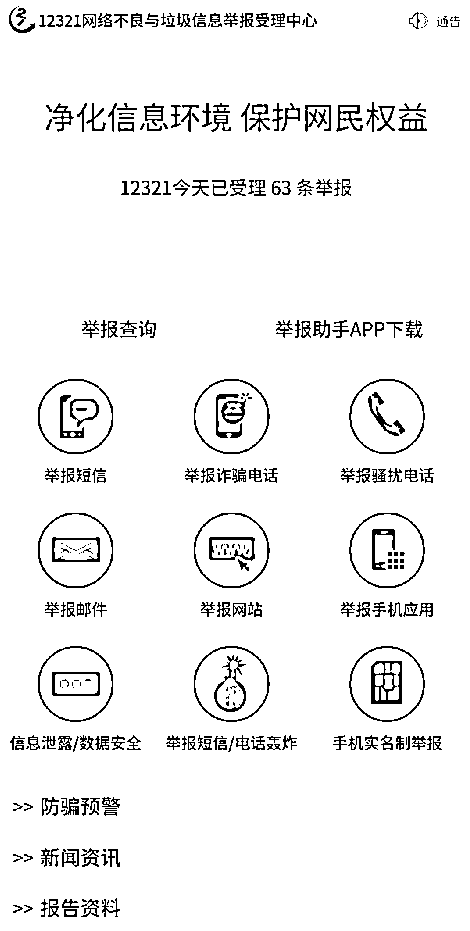 12321网络不良与垃圾信息举报受理中心 通告
净化信息环境 保护网民权益
12321今天已受理 63 条举报
举报查询 举报助手APP下载
举报短信 举报诈骗电话 举报骚扰电话
WWW
举报邮件 举报网站 举报手机应用
信息泄露/数据安全 举报短信/电话轰炸 手机实名制举报
>> 防骗预警
>> 新闻资讯
>> 报告资料